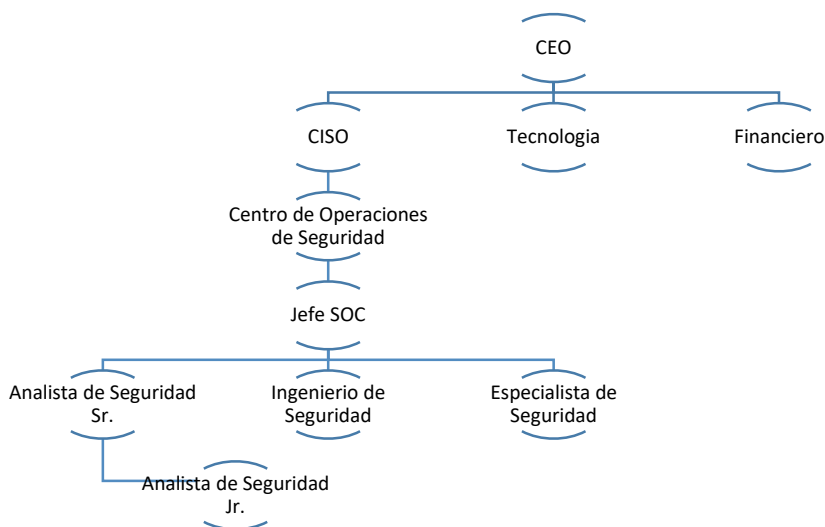 CEO
CISO
Tecnologia
Financiero
Centro de Operaciones
de Seguridad
Jefe SOC
Analista de Seguridad
Sr.
Ingenierio de
Seguridad
Especialista de
Seguridad
Analista de Seguridad
Jr.